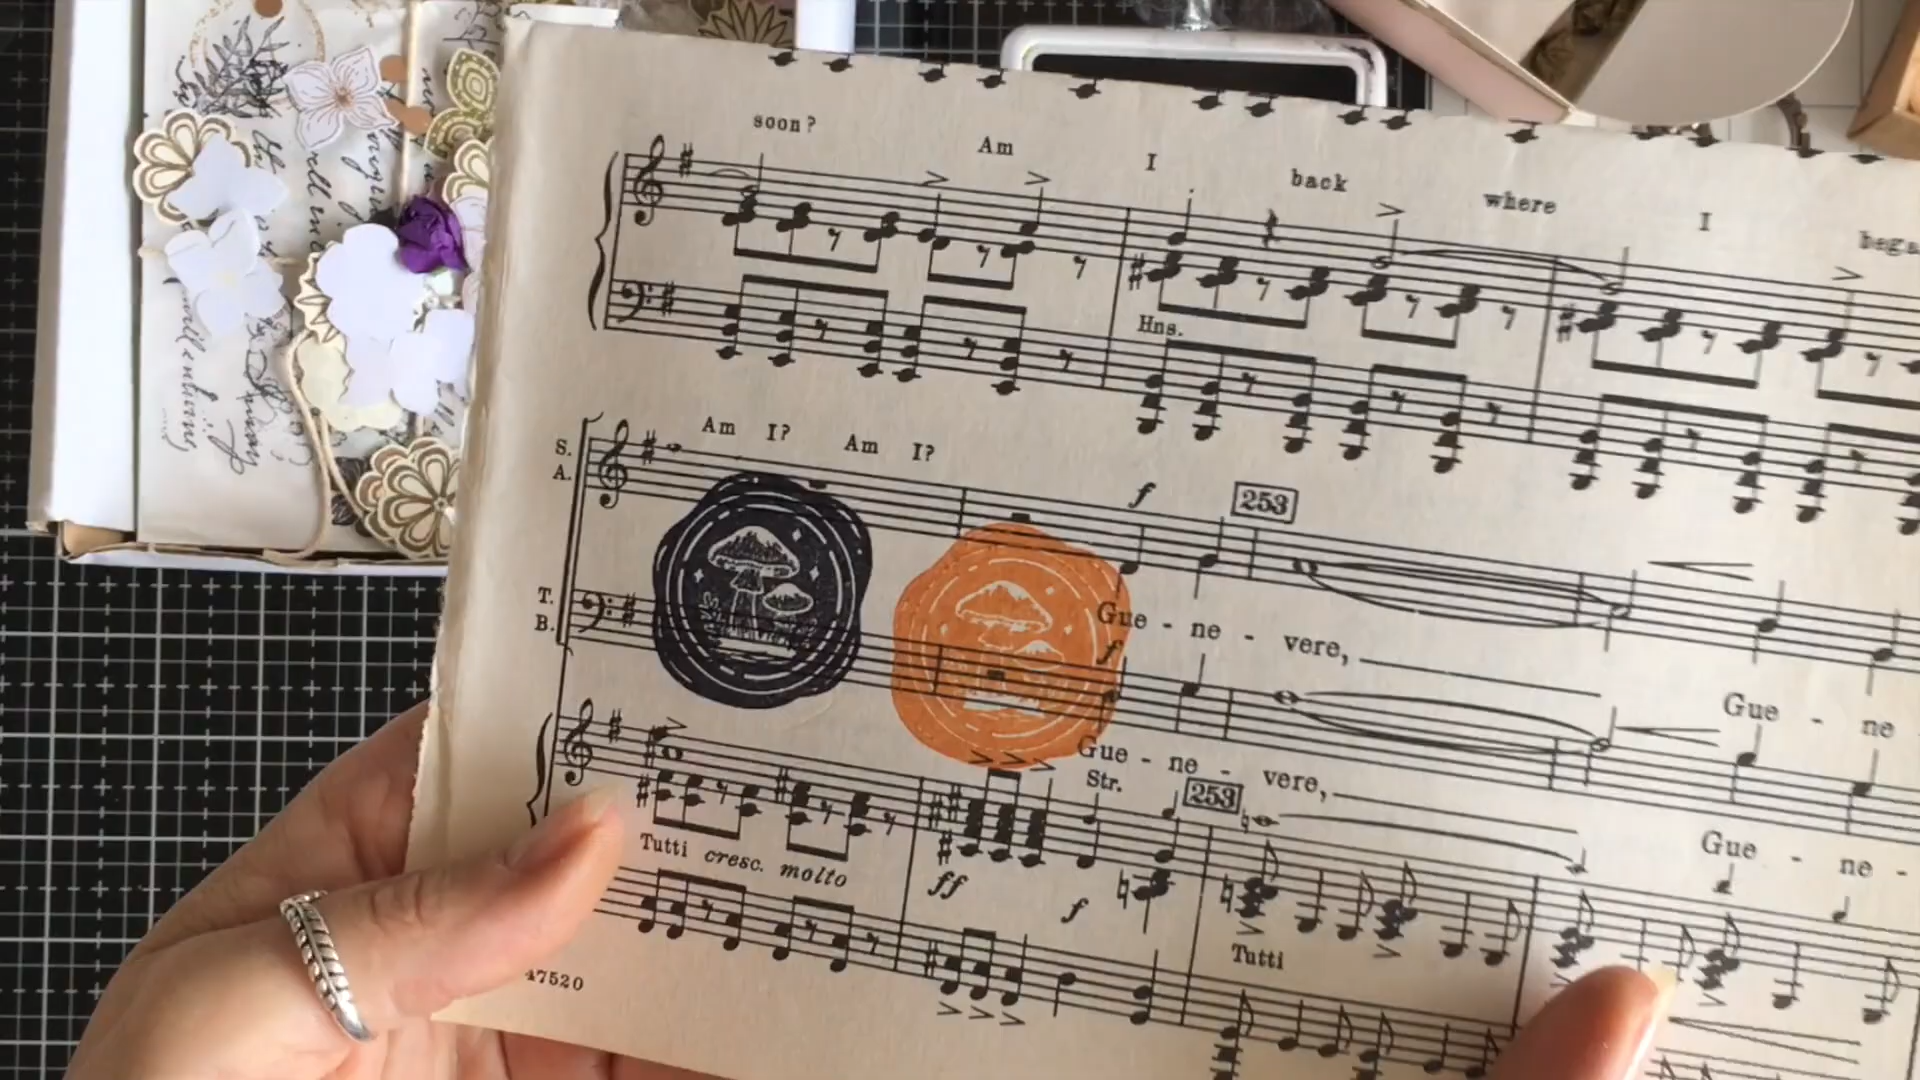 soon? Am I back where I bega
Hns.
Am I? Am I?
S.
A.
f 253
Gue - ne - vere, Gue - ne
T.
B.
f
Gue - ne - vere, Gue - ne -
Str. 253
Tutti cresc. molto ff f Tutti
47520